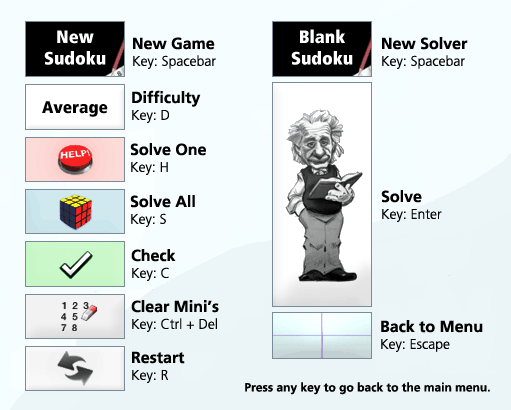 New
Sudoku
New Game
Key: Spacebar
Average
Difficulty
Key: D
HELP!
Solve One
Key: H
Solve All
Key: S
Check
Key: C
1 2 3
4 5
7 8
Clear Mini's
Key: Ctrl + Del
Restart
Key: R
Blank
Sudoku
New Solver
Key: Spacebar
Solve
Key: Enter
Back to Menu
Key: Escape
Press any key to go back to the main menu.